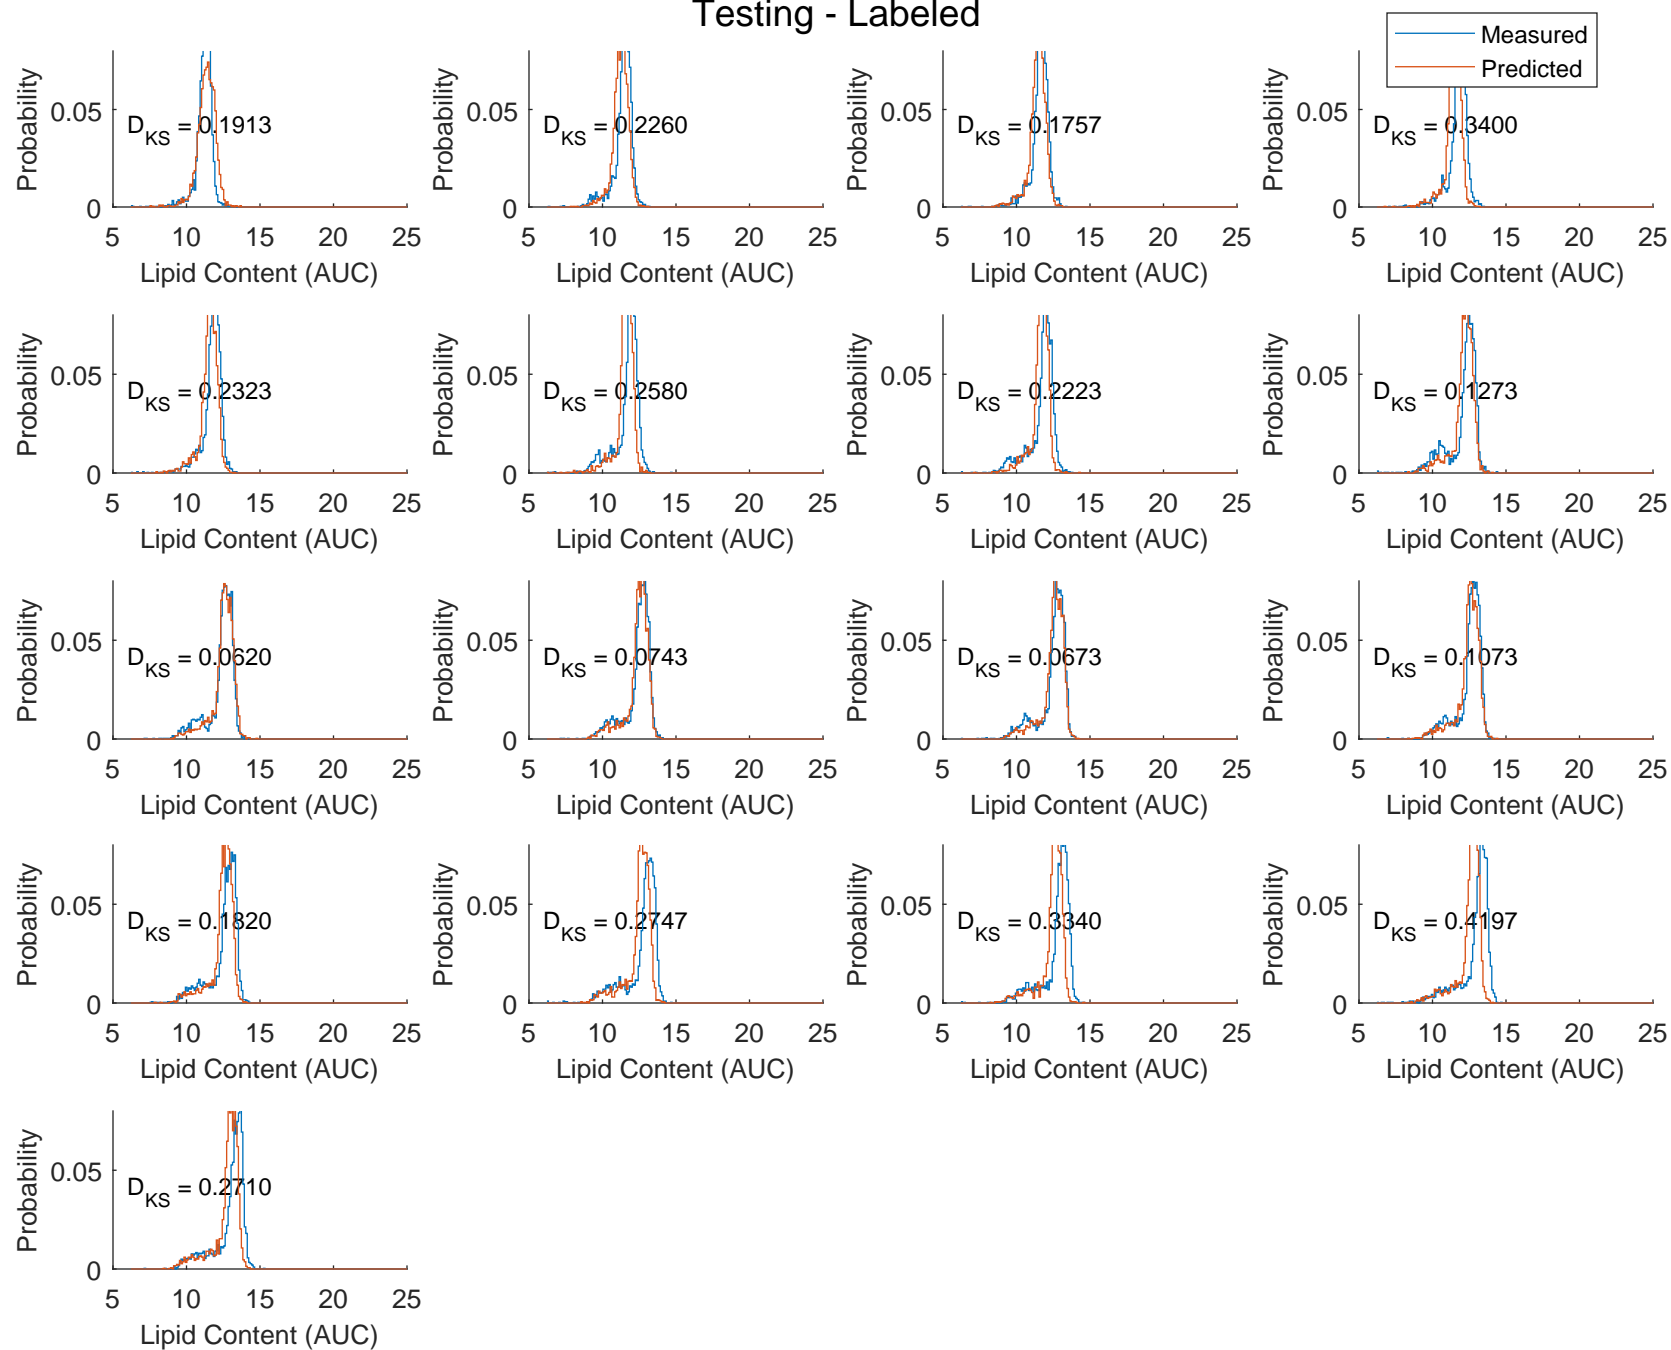 Testing - Labeled
Measured
Predicted
Probability
0.05
0
D_KS = 0.1913
5 10 15 20 25
Lipid Content (AUC)
Probability
0.05
0
D_KS = 0.2260
5 10 15 20 25
Lipid Content (AUC)
Probability
0.05
0
D_KS = 0.1757
5 10 15 20 25
Lipid Content (AUC)
Probability
0.05
0
D_KS = 0.3400
5 10 15 20 25
Lipid Content (AUC)
Probability
0.05
0
D_KS = 0.2323
5 10 15 20 25
Lipid Content (AUC)
Probability
0.05
0
D_KS = 0.2580
5 10 15 20 25
Lipid Content (AUC)
Probability
0.05
0
D_KS = 0.2223
5 10 15 20 25
Lipid Content (AUC)
Probability
0.05
0
D_KS = 0.1273
5 10 15 20 25
Lipid Content (AUC)
Probability
0.05
0
D_KS = 0.0620
5 10 15 20 25
Lipid Content (AUC)
Probability
0.05
0
D_KS = 0.0743
5 10 15 20 25
Lipid Content (AUC)
Probability
0.05
0
D_KS = 0.0673
5 10 15 20 25
Lipid Content (AUC)
Probability
0.05
0
D_KS = 0.1073
5 10 15 20 25
Lipid Content (AUC)
Probability
0.05
0
D_KS = 0.1820
5 10 15 20 25
Lipid Content (AUC)
Probability
0.05
0
D_KS = 0.2747
5 10 15 20 25
Lipid Content (AUC)
Probability
0.05
0
D_KS = 0.3340
5 10 15 20 25
Lipid Content (AUC)
Probability
0.05
0
D_KS = 0.4197
5 10 15 20 25
Lipid Content (AUC)
Probability
0.05
0
D_KS = 0.2710
5 10 15 20 25
Lipid Content (AUC)